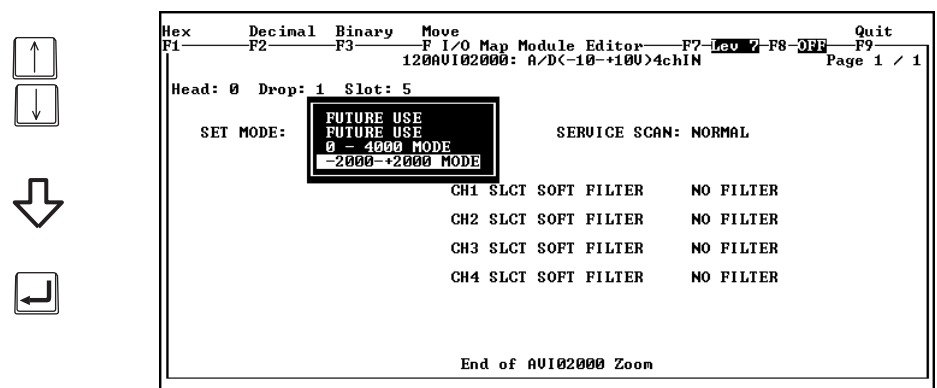 Hex Decimal Binary Move Quit
F1 F2 F3 F I/O Map Module Editor F7 Lev 7 F8 OFF F9
120AVI02000: A/D(-10-+10V)4chIN Page 1 / 1
Head: 0 Drop: 1 Slot: 5
FUTURE USE
SET MODE: FUTURE USE SERVICE SCAN: NORMAL
0 - 4000 MODE
-2000-+2000 MODE
CH1 SLCT SOFT FILTER NO FILTER
CH2 SLCT SOFT FILTER NO FILTER
CH3 SLCT SOFT FILTER NO FILTER
CH4 SLCT SOFT FILTER NO FILTER
End of AVI02000 Zoom